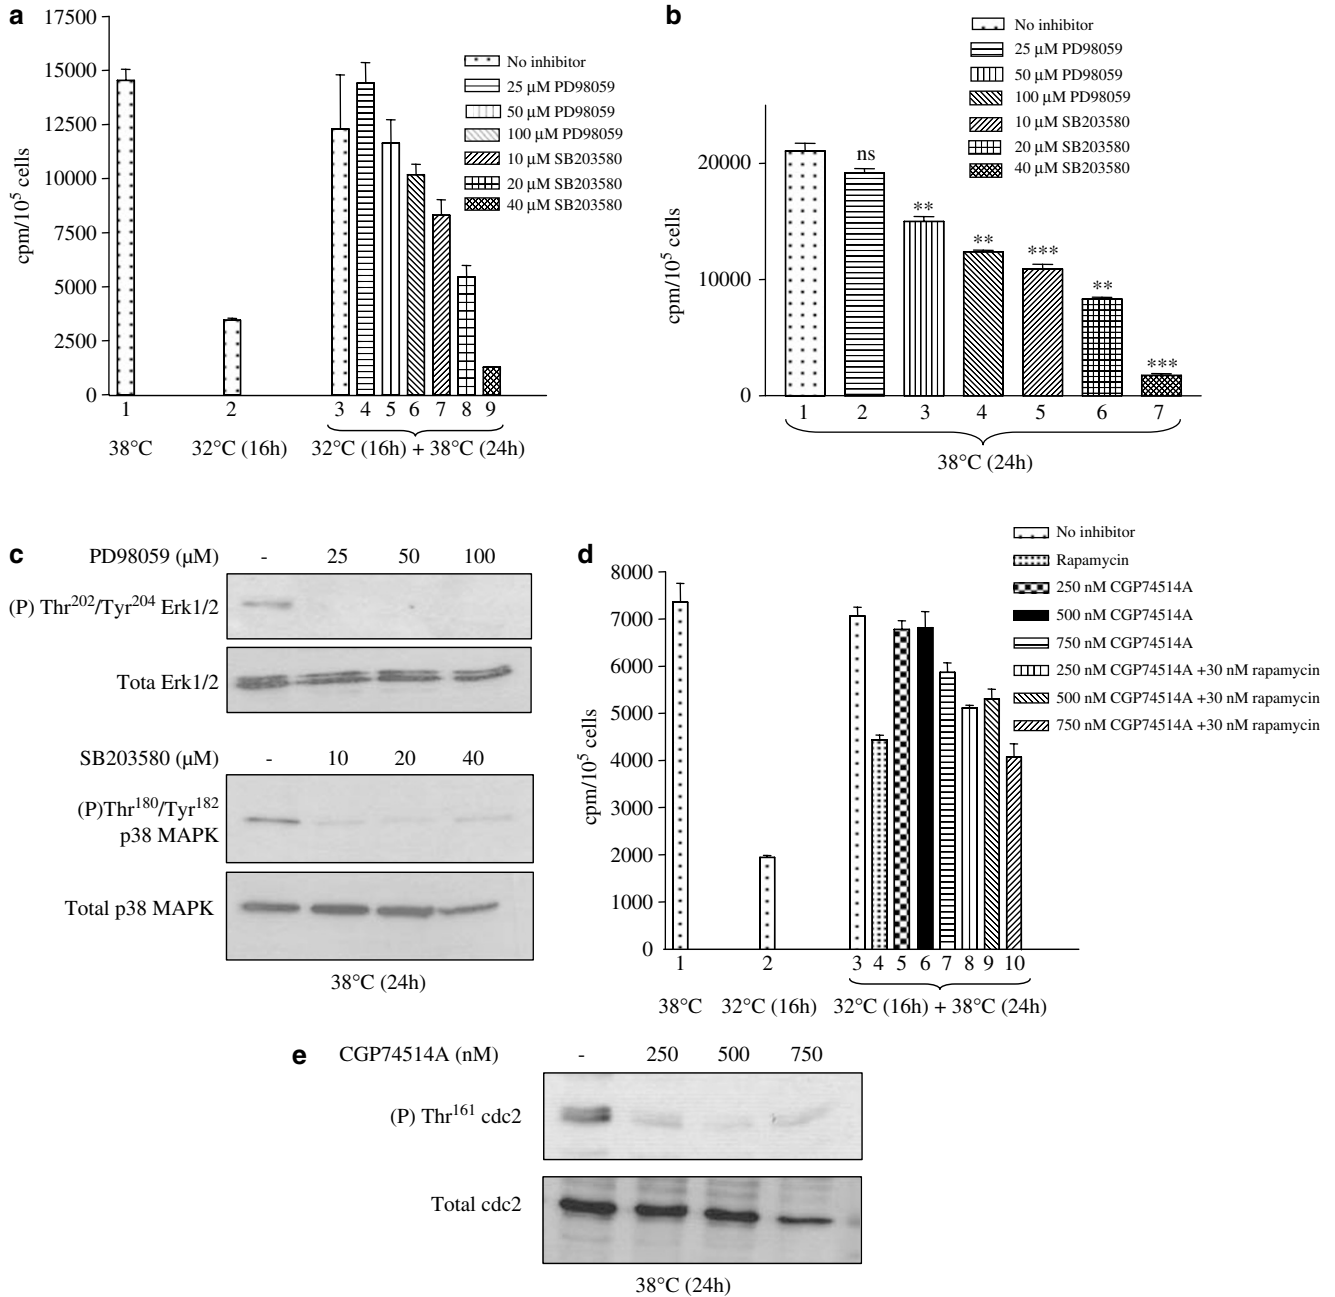 a
17500
15000
12500
10000
7500
5000
2500
0
cpm/10⁵ cells
No inhibitor
25 µM PD98059
50 µM PD98059
100 µM PD98059
10 µM SB203580
20 µM SB203580
40 µM SB203580
1 2 3 4 5 6 7 8 9
38°C 32°C (16h) 32°C (16h) + 38°C (24h)
b
No inhibitor
25 µM PD98059
50 µM PD98059
100 µM PD98059
10 µM SB203580
20 µM SB203580
40 µM SB203580
20000
10000
0
cpm/10⁵ cells
ns ** ** *** ** ***
1 2 3 4 5 6 7
38°C (24h)
c
PD98059 (µM) - 25 50 100
(P) Thr²⁰²/Tyr²⁰⁴ Erk1/2
Tota Erk1/2
SB203580 (µM) - 10 20 40
(P)Thr¹⁸⁰/Tyr¹⁸²
p38 MAPK
Total p38 MAPK
38°C (24h)
d
No inhibitor
Rapamycin
250 nM CGP74514A
500 nM CGP74514A
750 nM CGP74514A
250 nM CGP74514A +30 nM rapamycin
500 nM CGP74514A +30 nM rapamycin
750 nM CGP74514A +30 nM rapamycin
8000
7000
6000
5000
4000
3000
2000
1000
0
cpm/10⁵ cells
1 2 3 4 5 6 7 8 9 10
38°C 32°C (16h) 32°C (16h) + 38°C (24h)
e
CGP74514A (nM) - 250 500 750
(P) Thr¹⁶¹ cdc2
Total cdc2
38°C (24h)